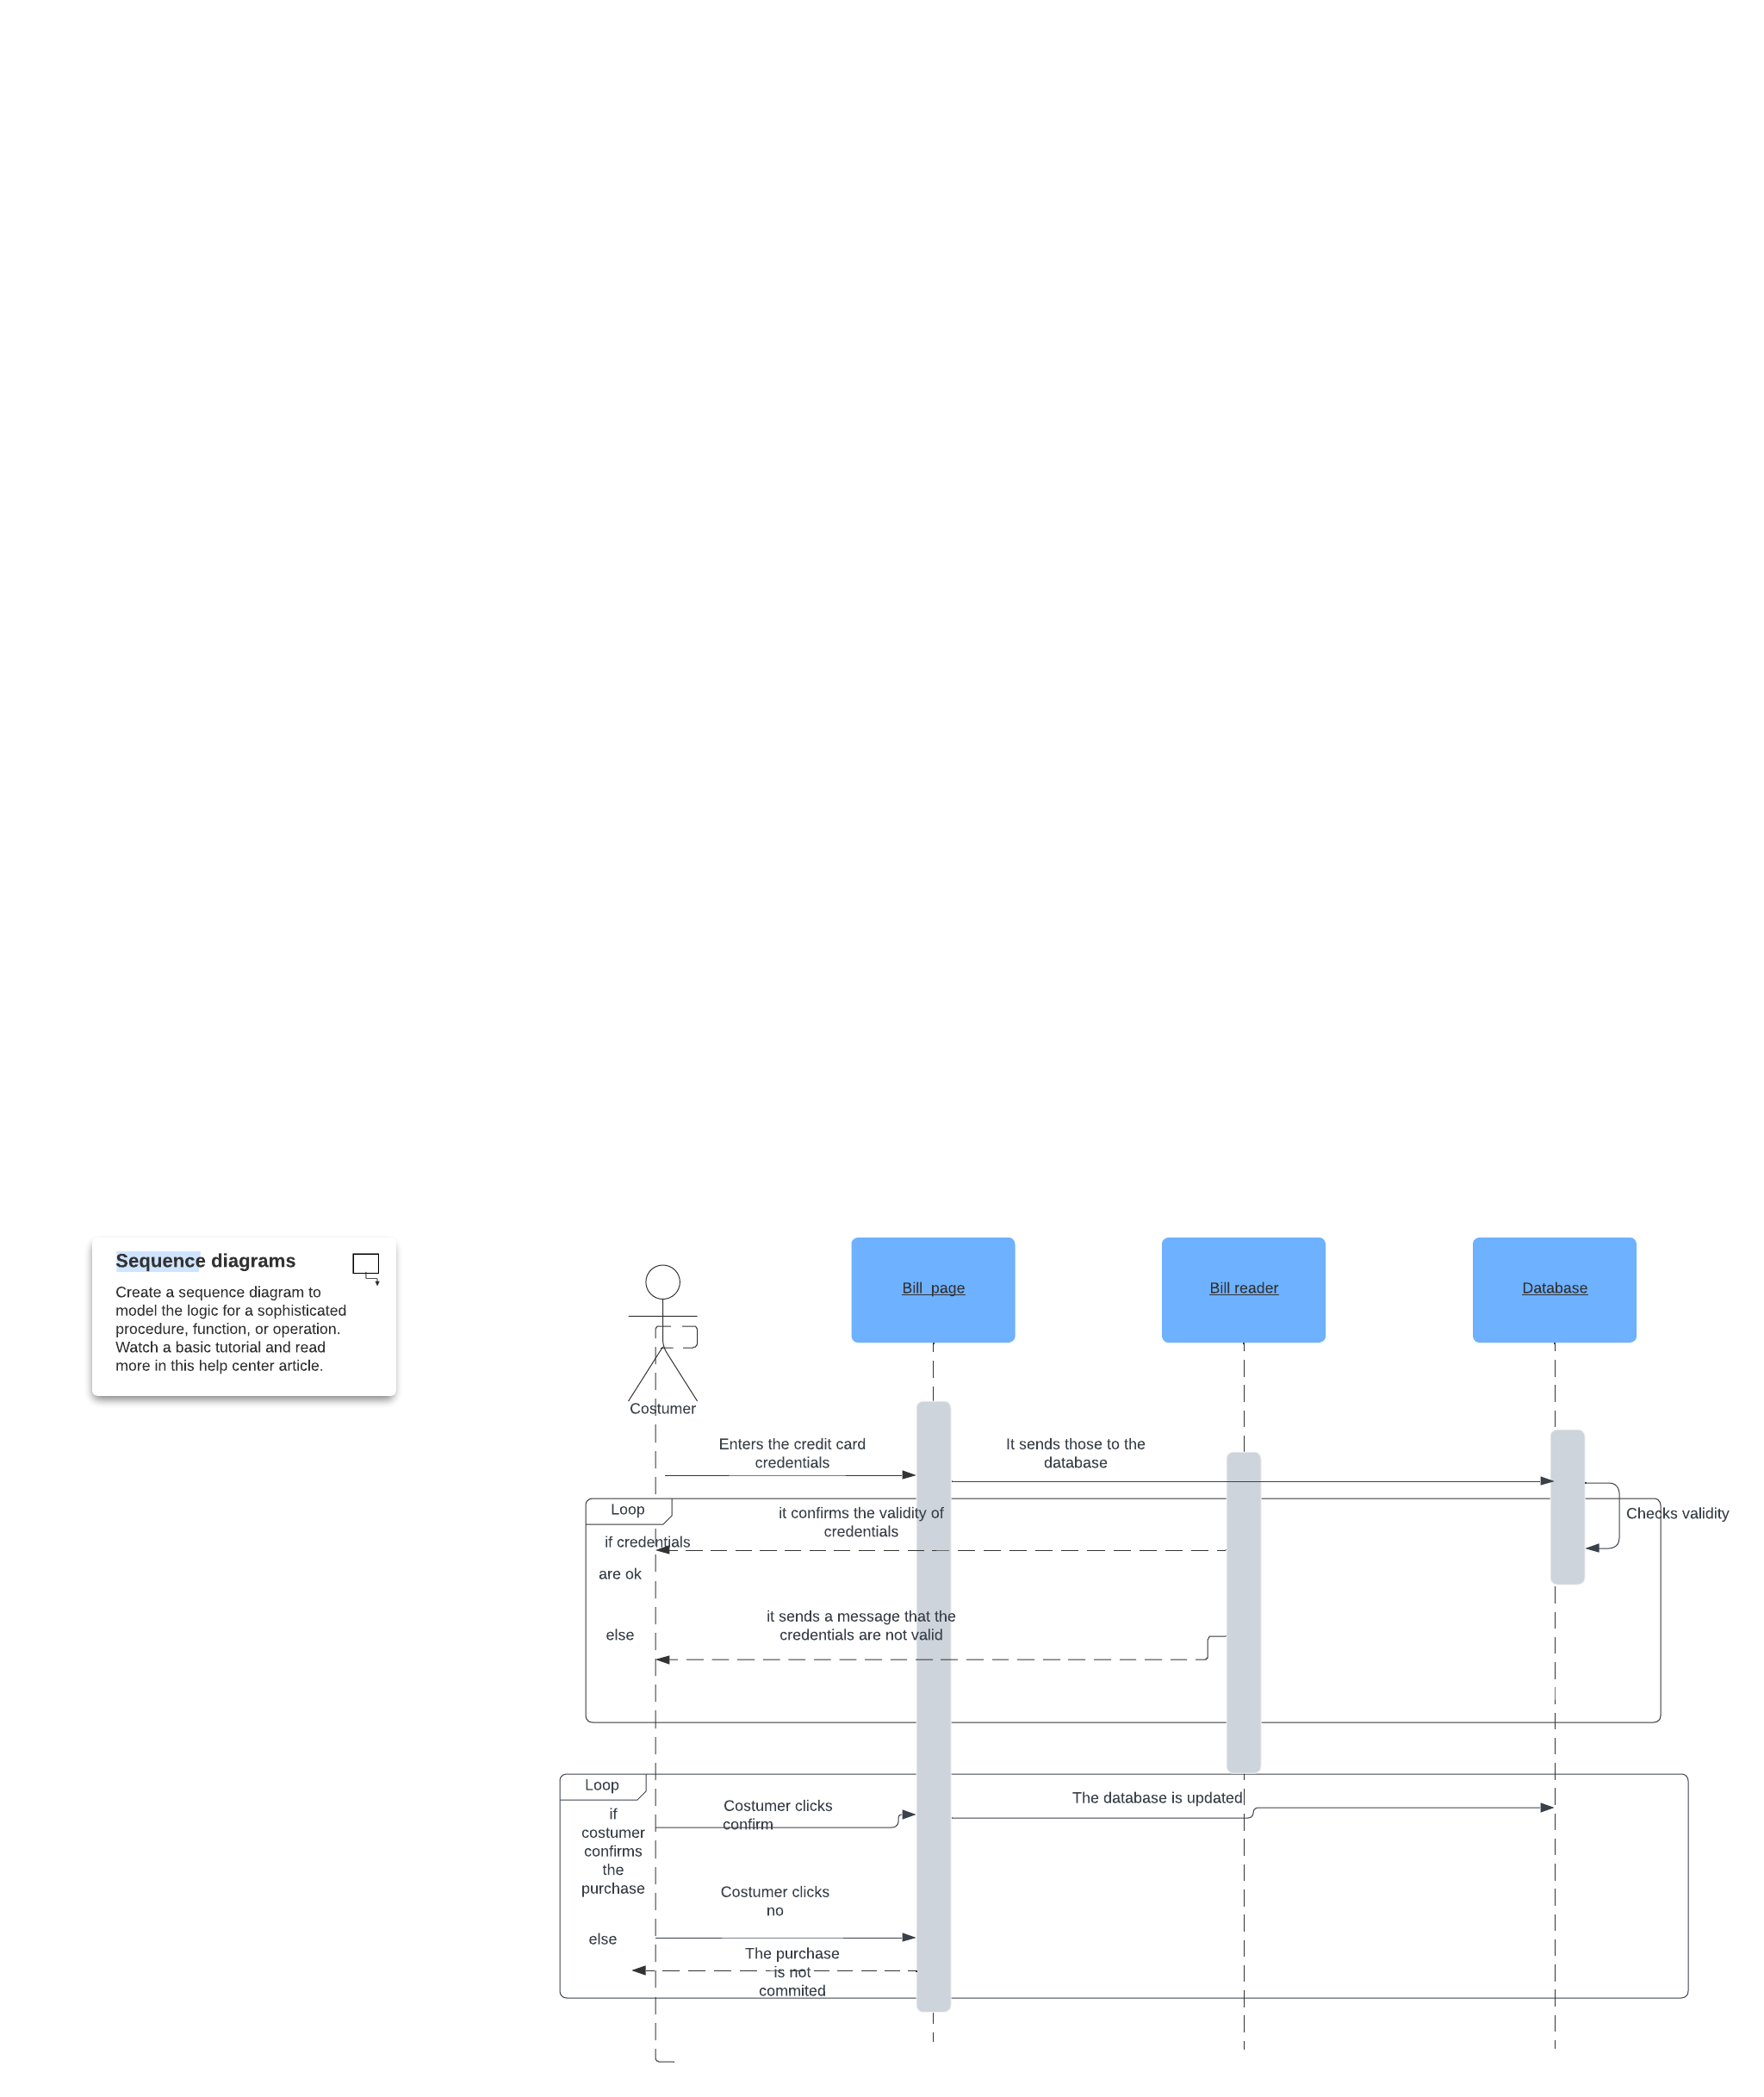 Sequence diagrams
Create a sequence diagram to
model the logic for a sophisticated
procedure, function, or operation.
Watch a basic tutorial and read
more in this help center article.
Costumer
Bill  page
Bill reader
Database
Enters the credit card
credentials
It sends those to the
database
Checks validity
Loop
it confirms the validity of
credentials
if credentials
are ok
it sends a message that the
credentials are not valid
else
Loop
if
costumer
confirms
the
purchase
Costumer clicks
confirm
The database is updated
Costumer clicks
no
else
The purchase
is not
commited